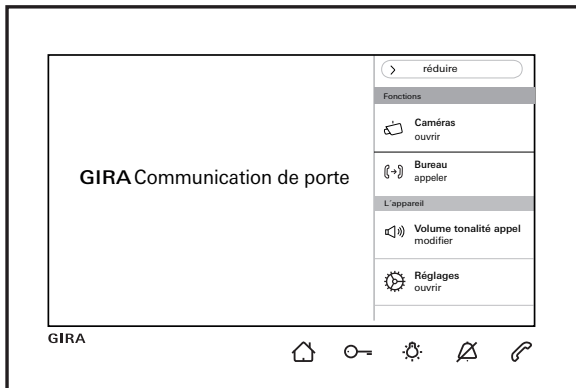 GIRA Communication de porte
réduire
Fonctions
Caméras
ouvrir
Bureau
appeler
L´appareil
Volume tonalité appel
modifier
Réglages
ouvrir
GIRA